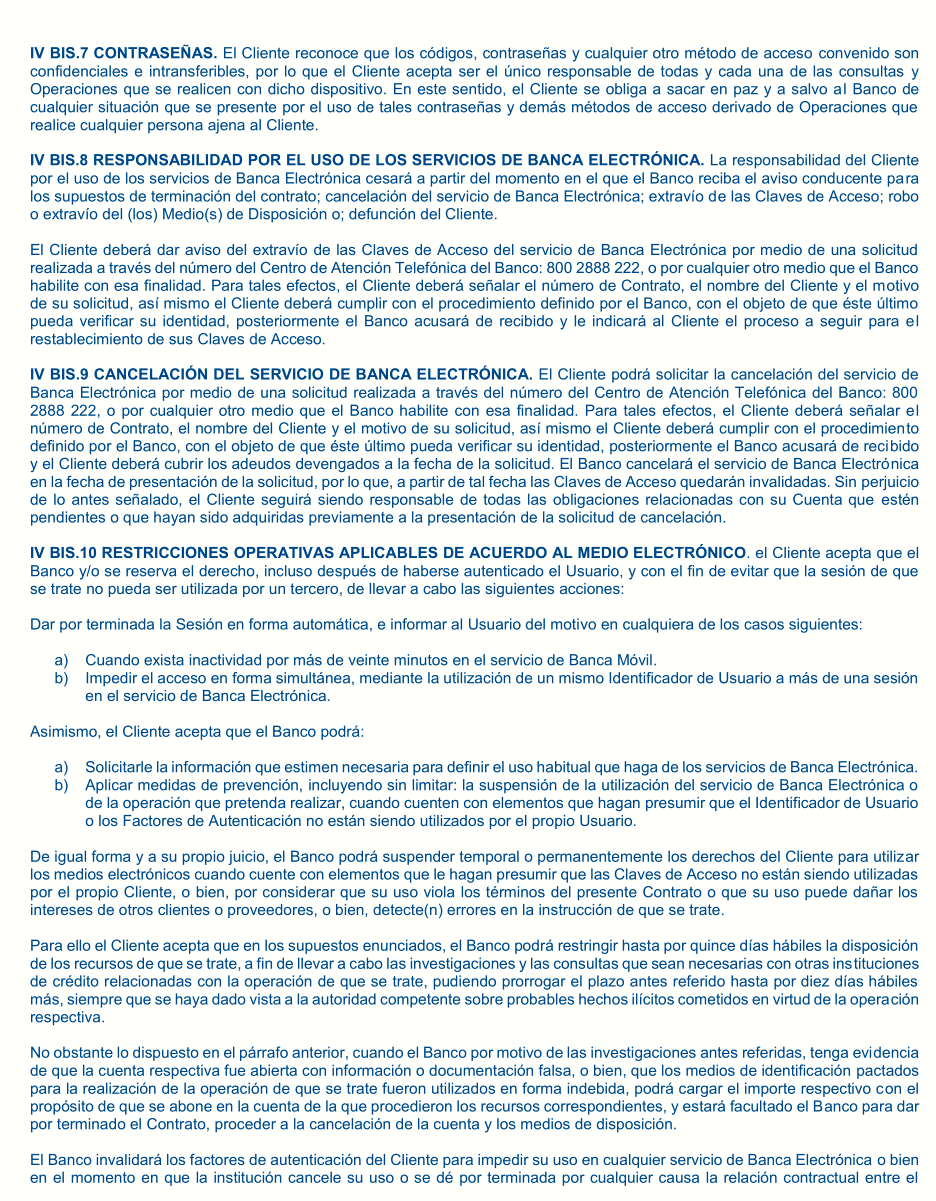 IV BIS.7 CONTRASEÑAS. El Cliente reconoce que los códigos, contraseñas y cualquier otro método de acceso convenido son
confidenciales e intransferibles, por lo que el Cliente acepta ser el único responsable de todas y cada una de las consultas y
Operaciones que se realicen con dicho dispositivo. En este sentido, el Cliente se obliga a sacar en paz y a salvo al Banco de
cualquier situación que se presente por el uso de tales contraseñas y demás métodos de acceso derivado de Operaciones que
realice cualquier persona ajena al Cliente.
IV BIS.8 RESPONSABILIDAD POR EL USO DE LOS SERVICIOS DE BANCA ELECTRÓNICA. La responsabilidad del Cliente
por el uso de los servicios de Banca Electrónica cesará a partir del momento en el que el Banco reciba el aviso conducente para
los supuestos de terminación del contrato; cancelación del servicio de Banca Electrónica; extravío de las Claves de Acceso; robo
o extravío del (los) Medio(s) de Disposición o; defunción del Cliente.
El Cliente deberá dar aviso del extravío de las Claves de Acceso del servicio de Banca Electrónica por medio de una solicitud
realizada a través del número del Centro de Atención Telefónica del Banco: 800 2888 222, o por cualquier otro medio que el Banco
habilite con esa finalidad. Para tales efectos, el Cliente deberá señalar el número de Contrato, el nombre del Cliente y el motivo
de su solicitud, así mismo el Cliente deberá cumplir con el procedimiento definido por el Banco, con el objeto de que éste último
pueda verificar su identidad, posteriormente el Banco acusará de recibido y le indicará al Cliente el proceso a seguir para el
restablecimiento de sus Claves de Acceso.
IV BIS.9 CANCELACIÓN DEL SERVICIO DE BANCA ELECTRÓNICA. El Cliente podrá solicitar la cancelación del servicio de
Banca Electrónica por medio de una solicitud realizada a través del número del Centro de Atención Telefónica del Banco: 800
2888 222, o por cualquier otro medio que el Banco habilite con esa finalidad. Para tales efectos, el Cliente deberá señalar el
número de Contrato, el nombre del Cliente y el motivo de su solicitud, así mismo el Cliente deberá cumplir con el procedimiento
definido por el Banco, con el objeto de que éste último pueda verificar su identidad, posteriormente el Banco acusará de recibido
y el Cliente deberá cubrir los adeudos devengados a la fecha de la solicitud. El Banco cancelará el servicio de Banca Electrónica
en la fecha de presentación de la solicitud, por lo que, a partir de tal fecha las Claves de Acceso quedarán invalidadas. Sin perjuicio
de lo antes señalado, el Cliente seguirá siendo responsable de todas las obligaciones relacionadas con su Cuenta que estén
pendientes o que hayan sido adquiridas previamente a la presentación de la solicitud de cancelación.
IV BIS.10 RESTRICCIONES OPERATIVAS APLICABLES DE ACUERDO AL MEDIO ELECTRÓNICO. el Cliente acepta que el
Banco y/o se reserva el derecho, incluso después de haberse autenticado el Usuario, y con el fin de evitar que la sesión de que
se trate no pueda ser utilizada por un tercero, de llevar a cabo las siguientes acciones:
Dar por terminada la Sesión en forma automática, e informar al Usuario del motivo en cualquiera de los casos siguientes:
a) Cuando exista inactividad por más de veinte minutos en el servicio de Banca Móvil.
b) Impedir el acceso en forma simultánea, mediante la utilización de un mismo Identificador de Usuario a más de una sesión
en el servicio de Banca Electrónica.
Asimismo, el Cliente acepta que el Banco podrá:
a) Solicitarle la información que estimen necesaria para definir el uso habitual que haga de los servicios de Banca Electrónica.
b) Aplicar medidas de prevención, incluyendo sin limitar: la suspensión de la utilización del servicio de Banca Electrónica o
de la operación que pretenda realizar, cuando cuenten con elementos que hagan presumir que el Identificador de Usuario
o los Factores de Autenticación no están siendo utilizados por el propio Usuario.
De igual forma y a su propio juicio, el Banco podrá suspender temporal o permanentemente los derechos del Cliente para utilizar
los medios electrónicos cuando cuente con elementos que le hagan presumir que las Claves de Acceso no están siendo utilizadas
por el propio Cliente, o bien, por considerar que su uso viola los términos del presente Contrato o que su uso puede dañar los
intereses de otros clientes o proveedores, o bien, detecte(n) errores en la instrucción de que se trate.
Para ello el Cliente acepta que en los supuestos enunciados, el Banco podrá restringir hasta por quince días hábiles la disposición
de los recursos de que se trate, a fin de llevar a cabo las investigaciones y las consultas que sean necesarias con otras instituciones
de crédito relacionadas con la operación de que se trate, pudiendo prorrogar el plazo antes referido hasta por diez días hábiles
más, siempre que se haya dado vista a la autoridad competente sobre probables hechos ilícitos cometidos en virtud de la operación
respectiva.
No obstante lo dispuesto en el párrafo anterior, cuando el Banco por motivo de las investigaciones antes referidas, tenga evidencia
de que la cuenta respectiva fue abierta con información o documentación falsa, o bien, que los medios de identificación pactados
para la realización de la operación de que se trate fueron utilizados en forma indebida, podrá cargar el importe respectivo con el
propósito de que se abone en la cuenta de la que procedieron los recursos correspondientes, y estará facultado el Banco para dar
por terminado el Contrato, proceder a la cancelación de la cuenta y los medios de disposición.
El Banco invalidará los factores de autenticación del Cliente para impedir su uso en cualquier servicio de Banca Electrónica o bien
en el momento en que la institución cancele su uso o se dé por terminada por cualquier causa la relación contractual entre el